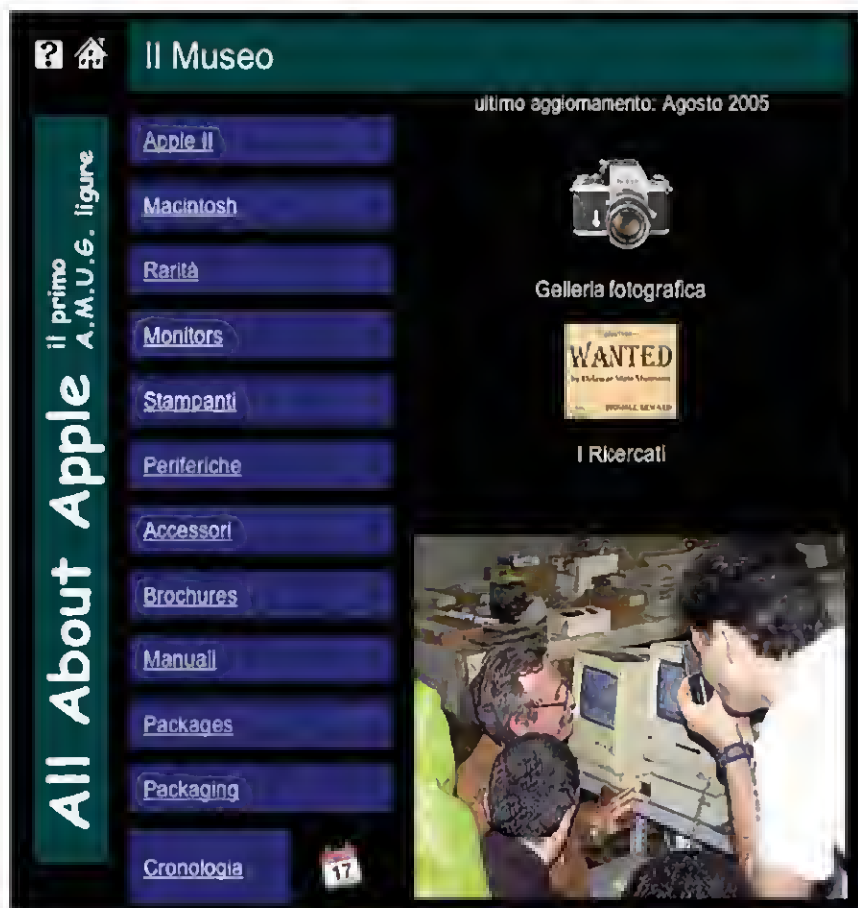 ?
Il Museo
ultimo aggiornamento: Agosto 2005
All About Apple
il primo
A.M.U.G. ligure
Apple II
Macintosh
Rarità
Monitors
Stampanti
Periferiche
Accessori
Brochures
Manuali
Packages
Packaging
Cronologia
17
Gelleria fotografica
WANTED
I Ricercati